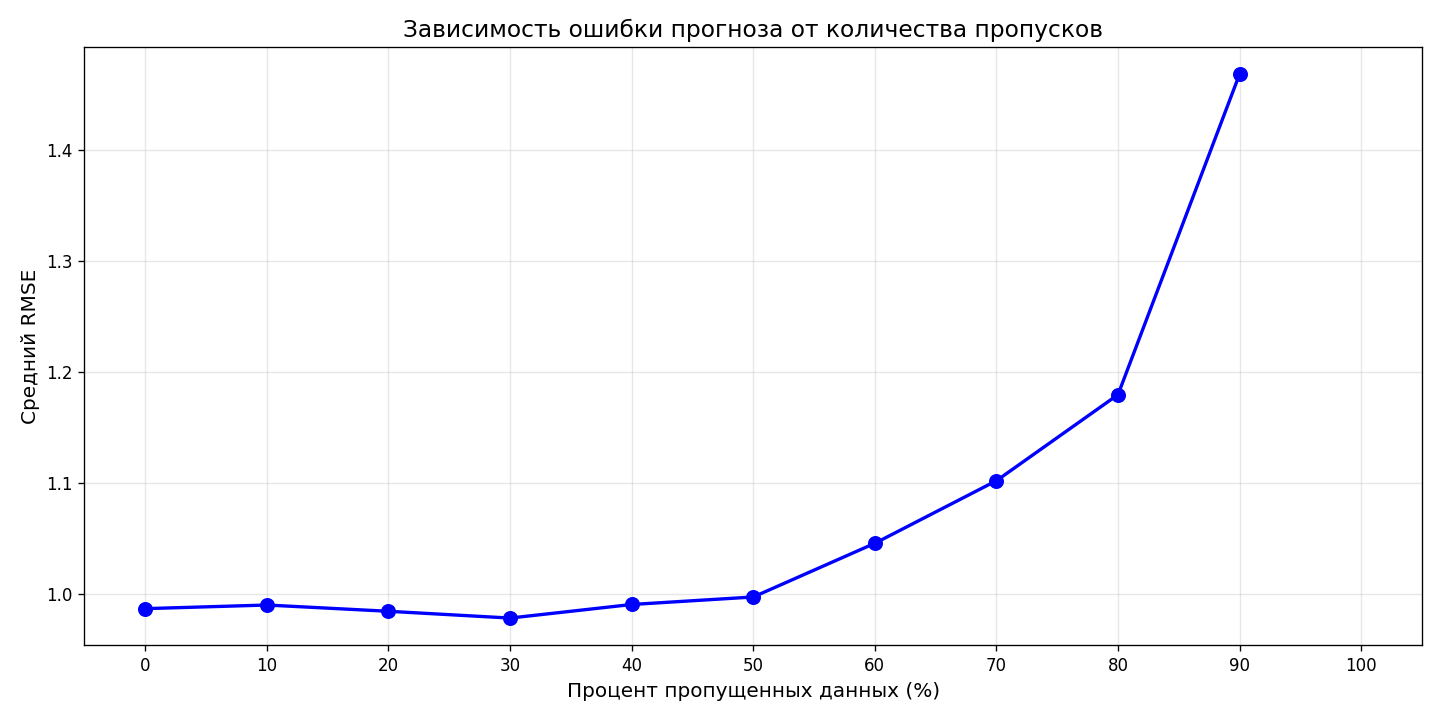 Зависимость ошибки прогноза от количества пропусков
Средний RMSE
1.4
1.3
1.2
1.1
1.0
0 10 20 30 40 50 60 70 80 90 100
Процент пропущенных данных (%)